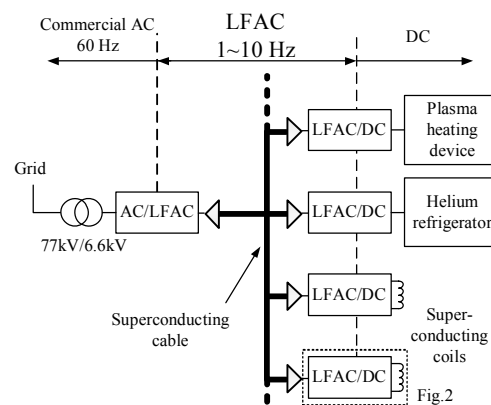 Commercial AC
60 Hz
LFAC
1~10 Hz
DC
Grid
77kV/6.6kV
AC/LFAC
LFAC/DC
Plasma
heating
device
LFAC/DC
Helium
refrigerator
LFAC/DC
Superconducting
cable
Super-
conducting
coils
LFAC/DC
Fig.2